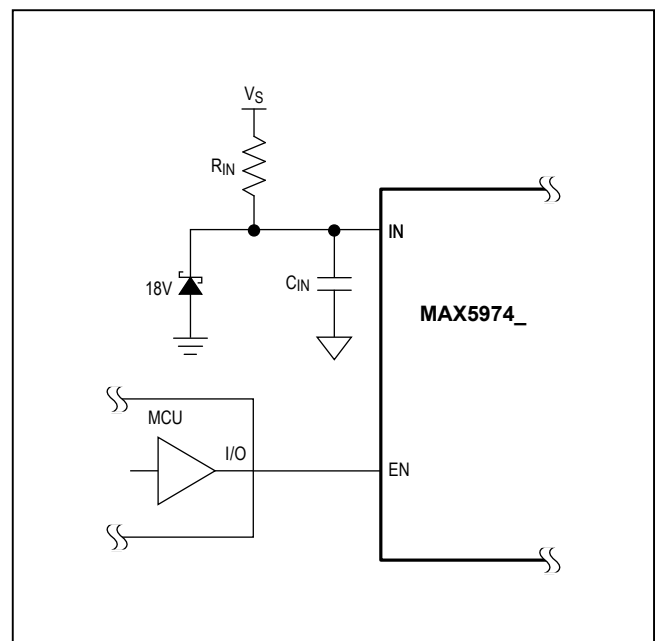 VS
RIN
IN
18V
CIN
MAX5974_
MCU
I/O
EN